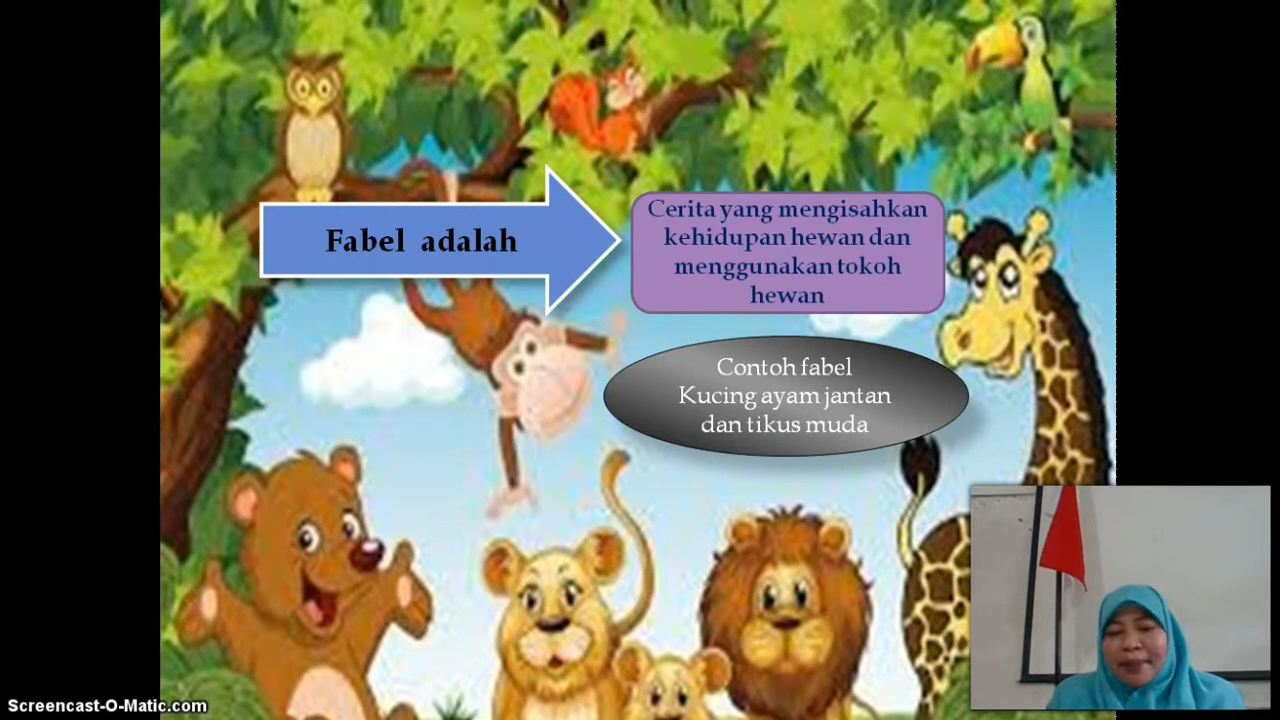 Fabel adalah
Cerita yang mengisahkan
kehidupan hewan dan
menggunakan tokoh
hewan
Contoh fabel
Kucing ayam jantan
dan tikus muda
Screencast-O-Matic.com